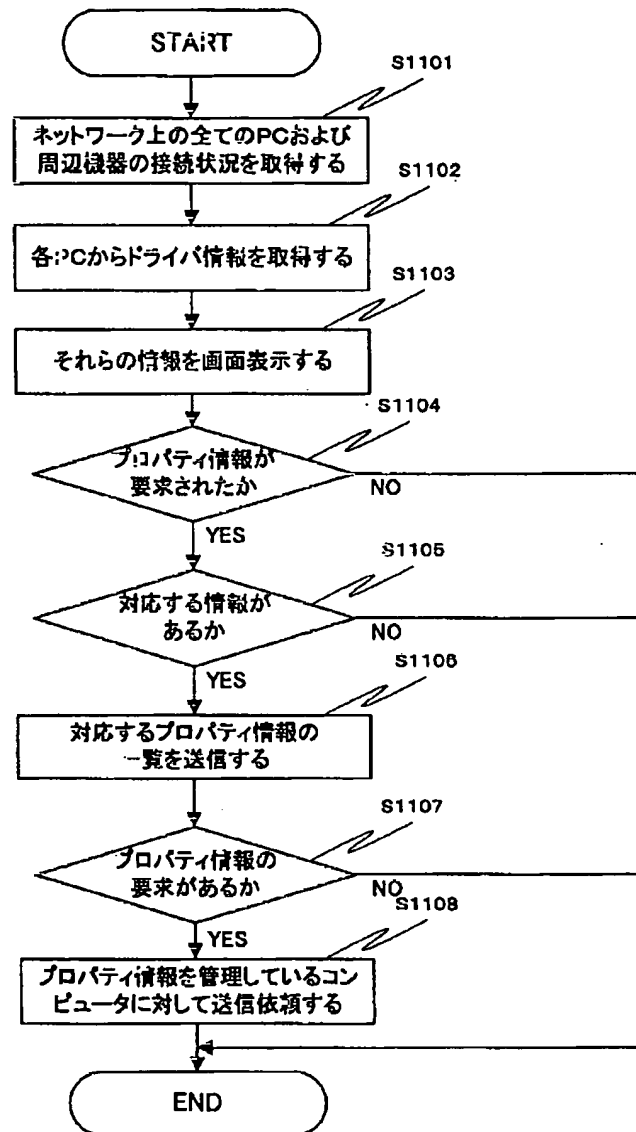 START
S1101
ネットワーク上の全てのPCおよび
周辺機器の接続状況を取得する
S1102
各PCからドライバ情報を取得する
S1103
それらの情報を画面表示する
S1104
プロパティ情報が
要求されたか
NO
YES
S1105
対応する情報が
あるか
NO
YES
S1106
対応するプロパティ情報の
一覧を送信する
S1107
プロパティ情報の
要求があるか
NO
S1108
YES
プロパティ情報を管理しているコン
ピュータに対して送信依頼する
END